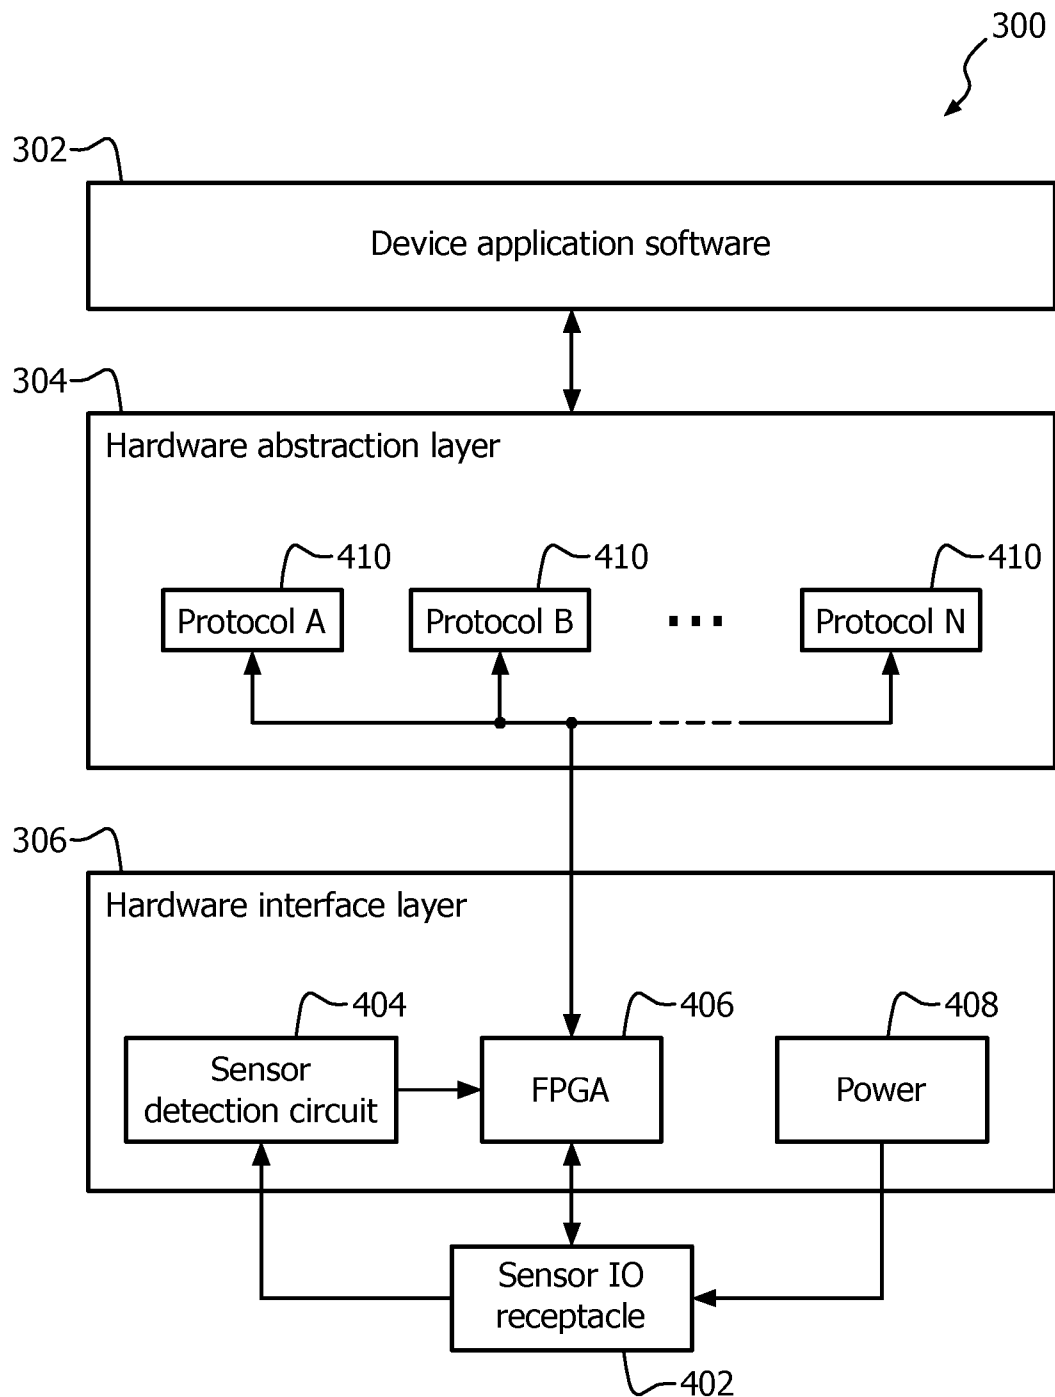 300
302
Device application software
304
Hardware abstraction layer
410 410 410
Protocol A Protocol B ... Protocol N
306
Hardware interface layer
404 406 408
Sensor
detection circuit
FPGA
Power
Sensor IO
receptacle
402